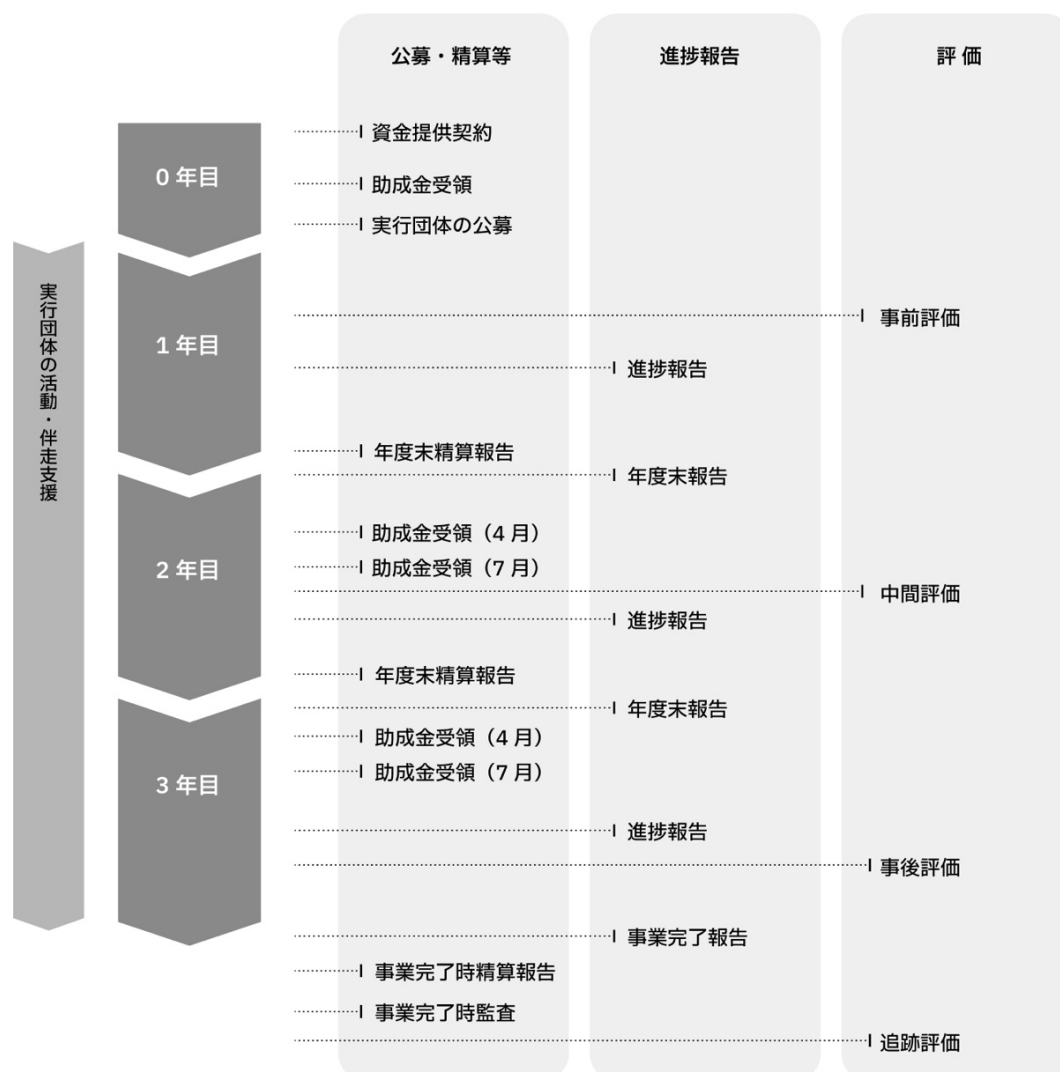 公募・精算等
進捗報告
評 価
0 年目
資金提供契約
助成金受領
実行団体の公募
実行団体の活動・伴走支援
1 年目
事前評価
進捗報告
年度末精算報告
年度末報告
2 年目
助成金受領（4 月）
助成金受領（7 月）
中間評価
進捗報告
年度末精算報告
年度末報告
3 年目
助成金受領（4 月）
助成金受領（7 月）
進捗報告
事後評価
事業完了報告
事業完了時精算報告
事業完了時監査
追跡評価